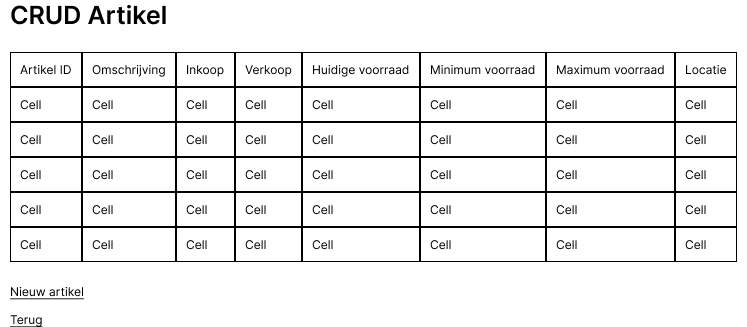 CRUD Artikel
Artikel ID Omschrijving Inkoop Verkoop Huidige voorraad Minimum voorraad Maximum voorraad Locatie
Cell Cell Cell Cell Cell Cell Cell Cell
Cell Cell Cell Cell Cell Cell Cell Cell
Cell Cell Cell Cell Cell Cell Cell Cell
Cell Cell Cell Cell Cell Cell Cell Cell
Cell Cell Cell Cell Cell Cell Cell Cell
Nieuw artikel
Terug